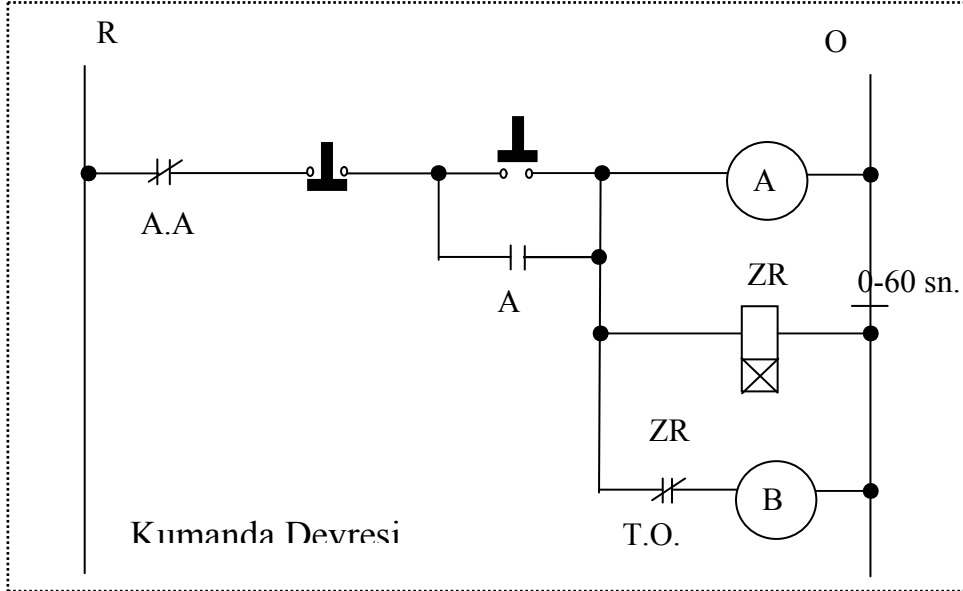 R
O
A.A
A
A
ZR
0-60 sn.
ZR
B
T.O.
Kumanda Devresi